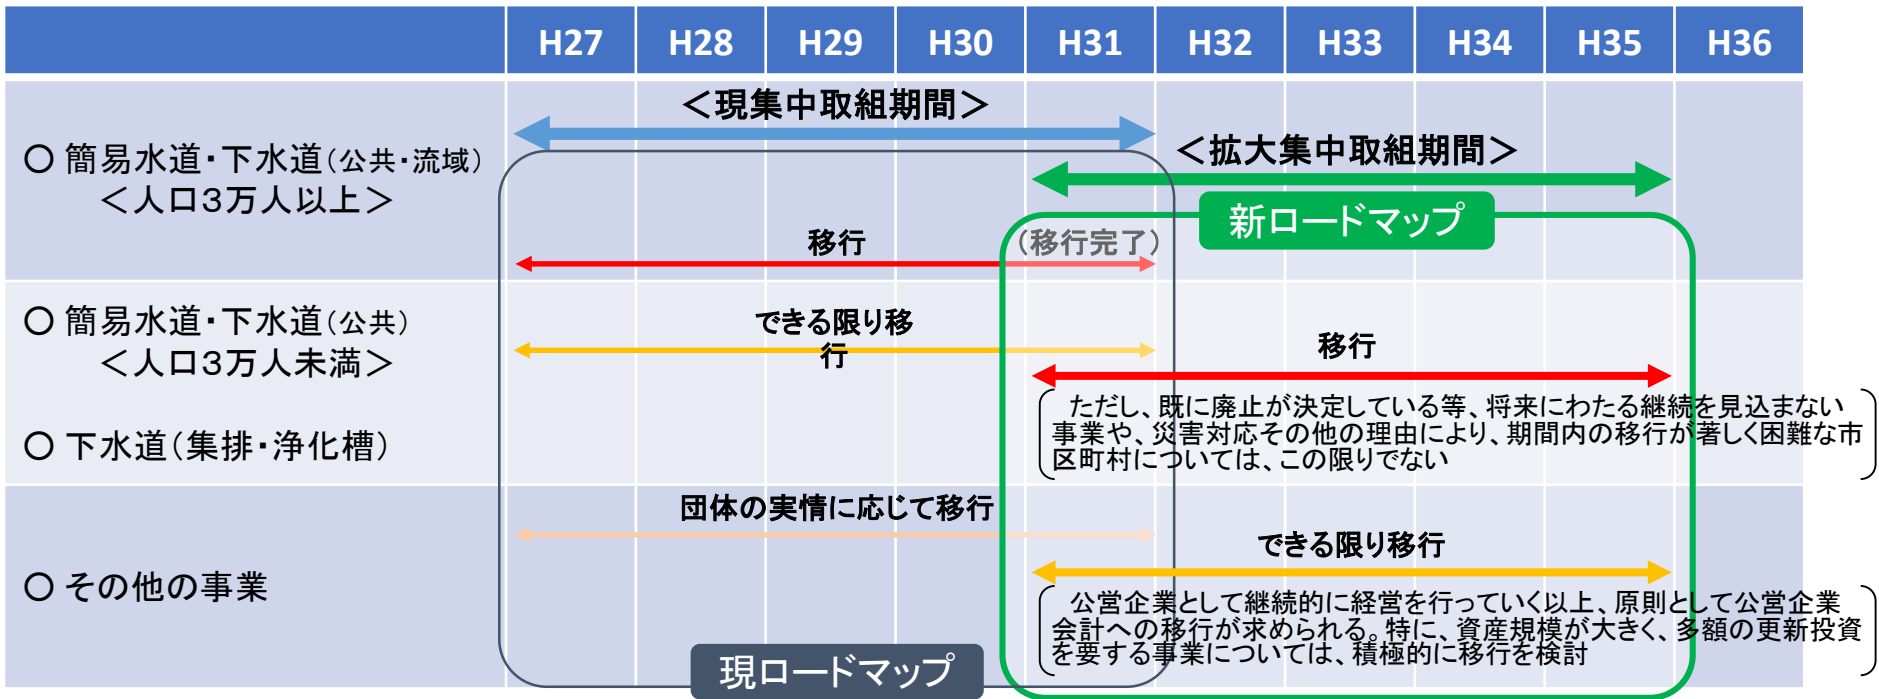 H27 H28 H29 H30 H31 H32 H33 H34 H35 H36
＜現集中取組期間＞
＜拡大集中取組期間＞
○ 簡易水道・下水道（公共・流域）
＜人口３万人以上＞
新ロードマップ
移行
（移行完了）
○ 簡易水道・下水道（公共）
＜人口３万人未満＞
できる限り移
行
移行
ただし、既に廃止が決定している等、将来にわたる継続を見込まない
事業や、災害対応その他の理由により、期間内の移行が著しく困難な市
区町村については、この限りでない
○ 下水道（集排・浄化槽）
団体の実情に応じて移行
できる限り移行
○ その他の事業
公営企業として継続的に経営を行っていく以上、原則として公営企業
会計への移行が求められる。特に、資産規模が大きく、多額の更新投資
を要する事業については、積極的に移行を検討
現ロードマップ